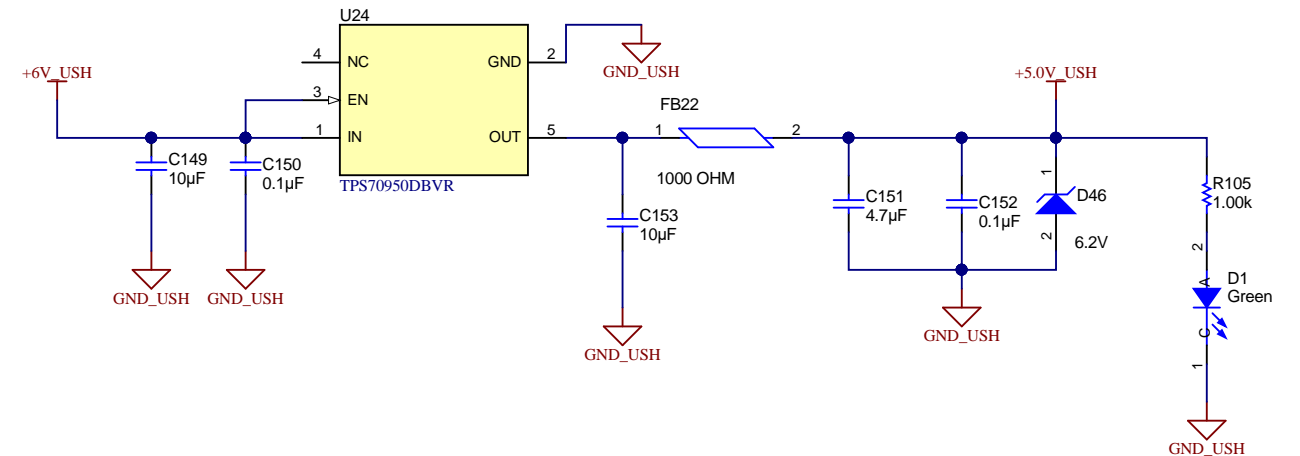 U24
4
NC
GND
2
GND_USH
+6V_USH
3
EN
1
IN
OUT
5
TPS70950DBVR
C149
10µF
C150
0.1µF
GND_USH
GND_USH
FB22
1
2
1000 OHM
C153
10µF
GND_USH
+5.0V_USH
C151
4.7µF
C152
0.1µF
1
D46
2
6.2V
GND_USH
R105
1.00k
2
A
D1
Green
C
1
GND_USH